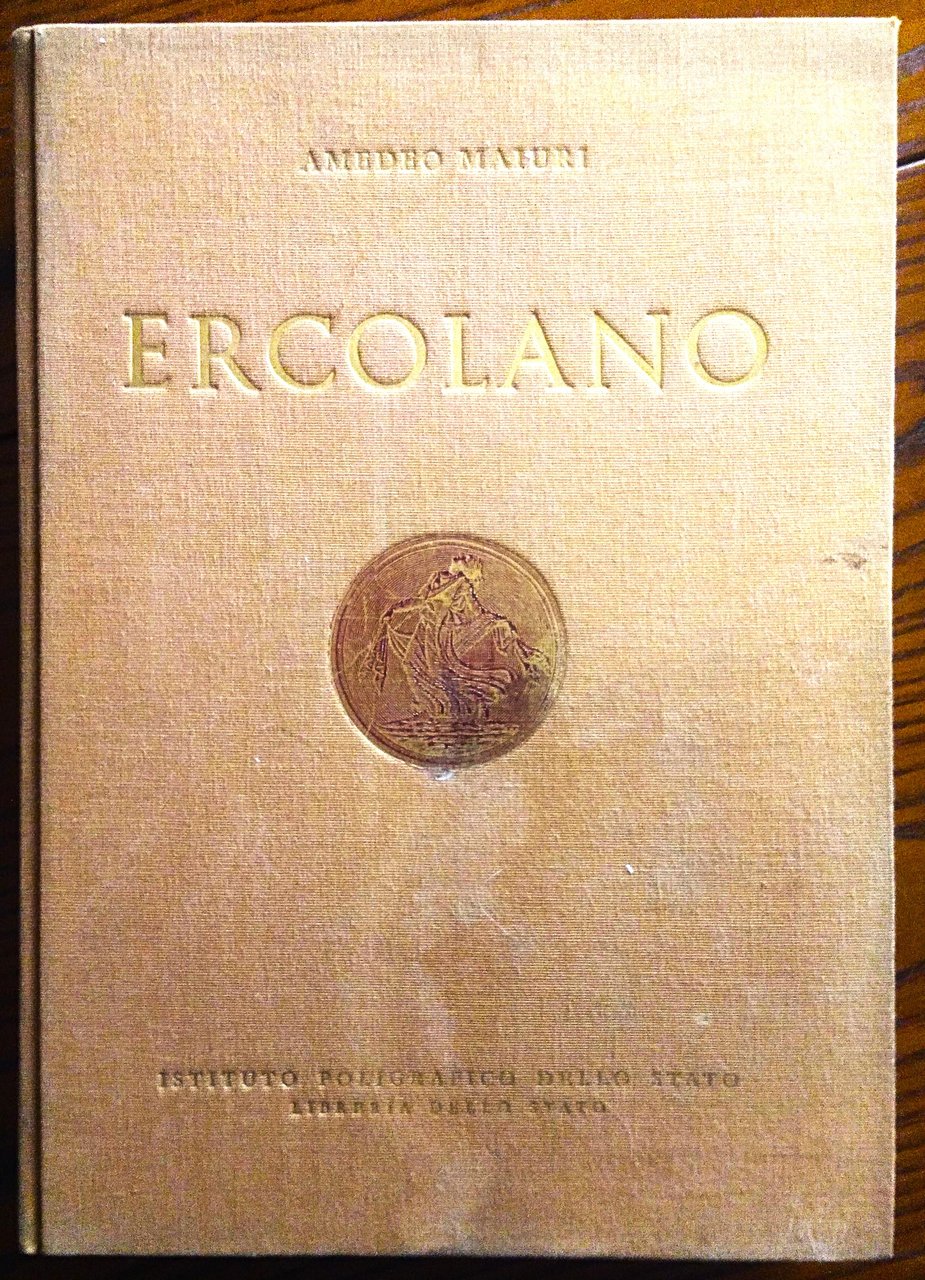 AMEDEO MAIURI
ERCOLANO
ISTITUTO POLIGRAFICO DELLO STATO
LIBRERIA DELLO STATO